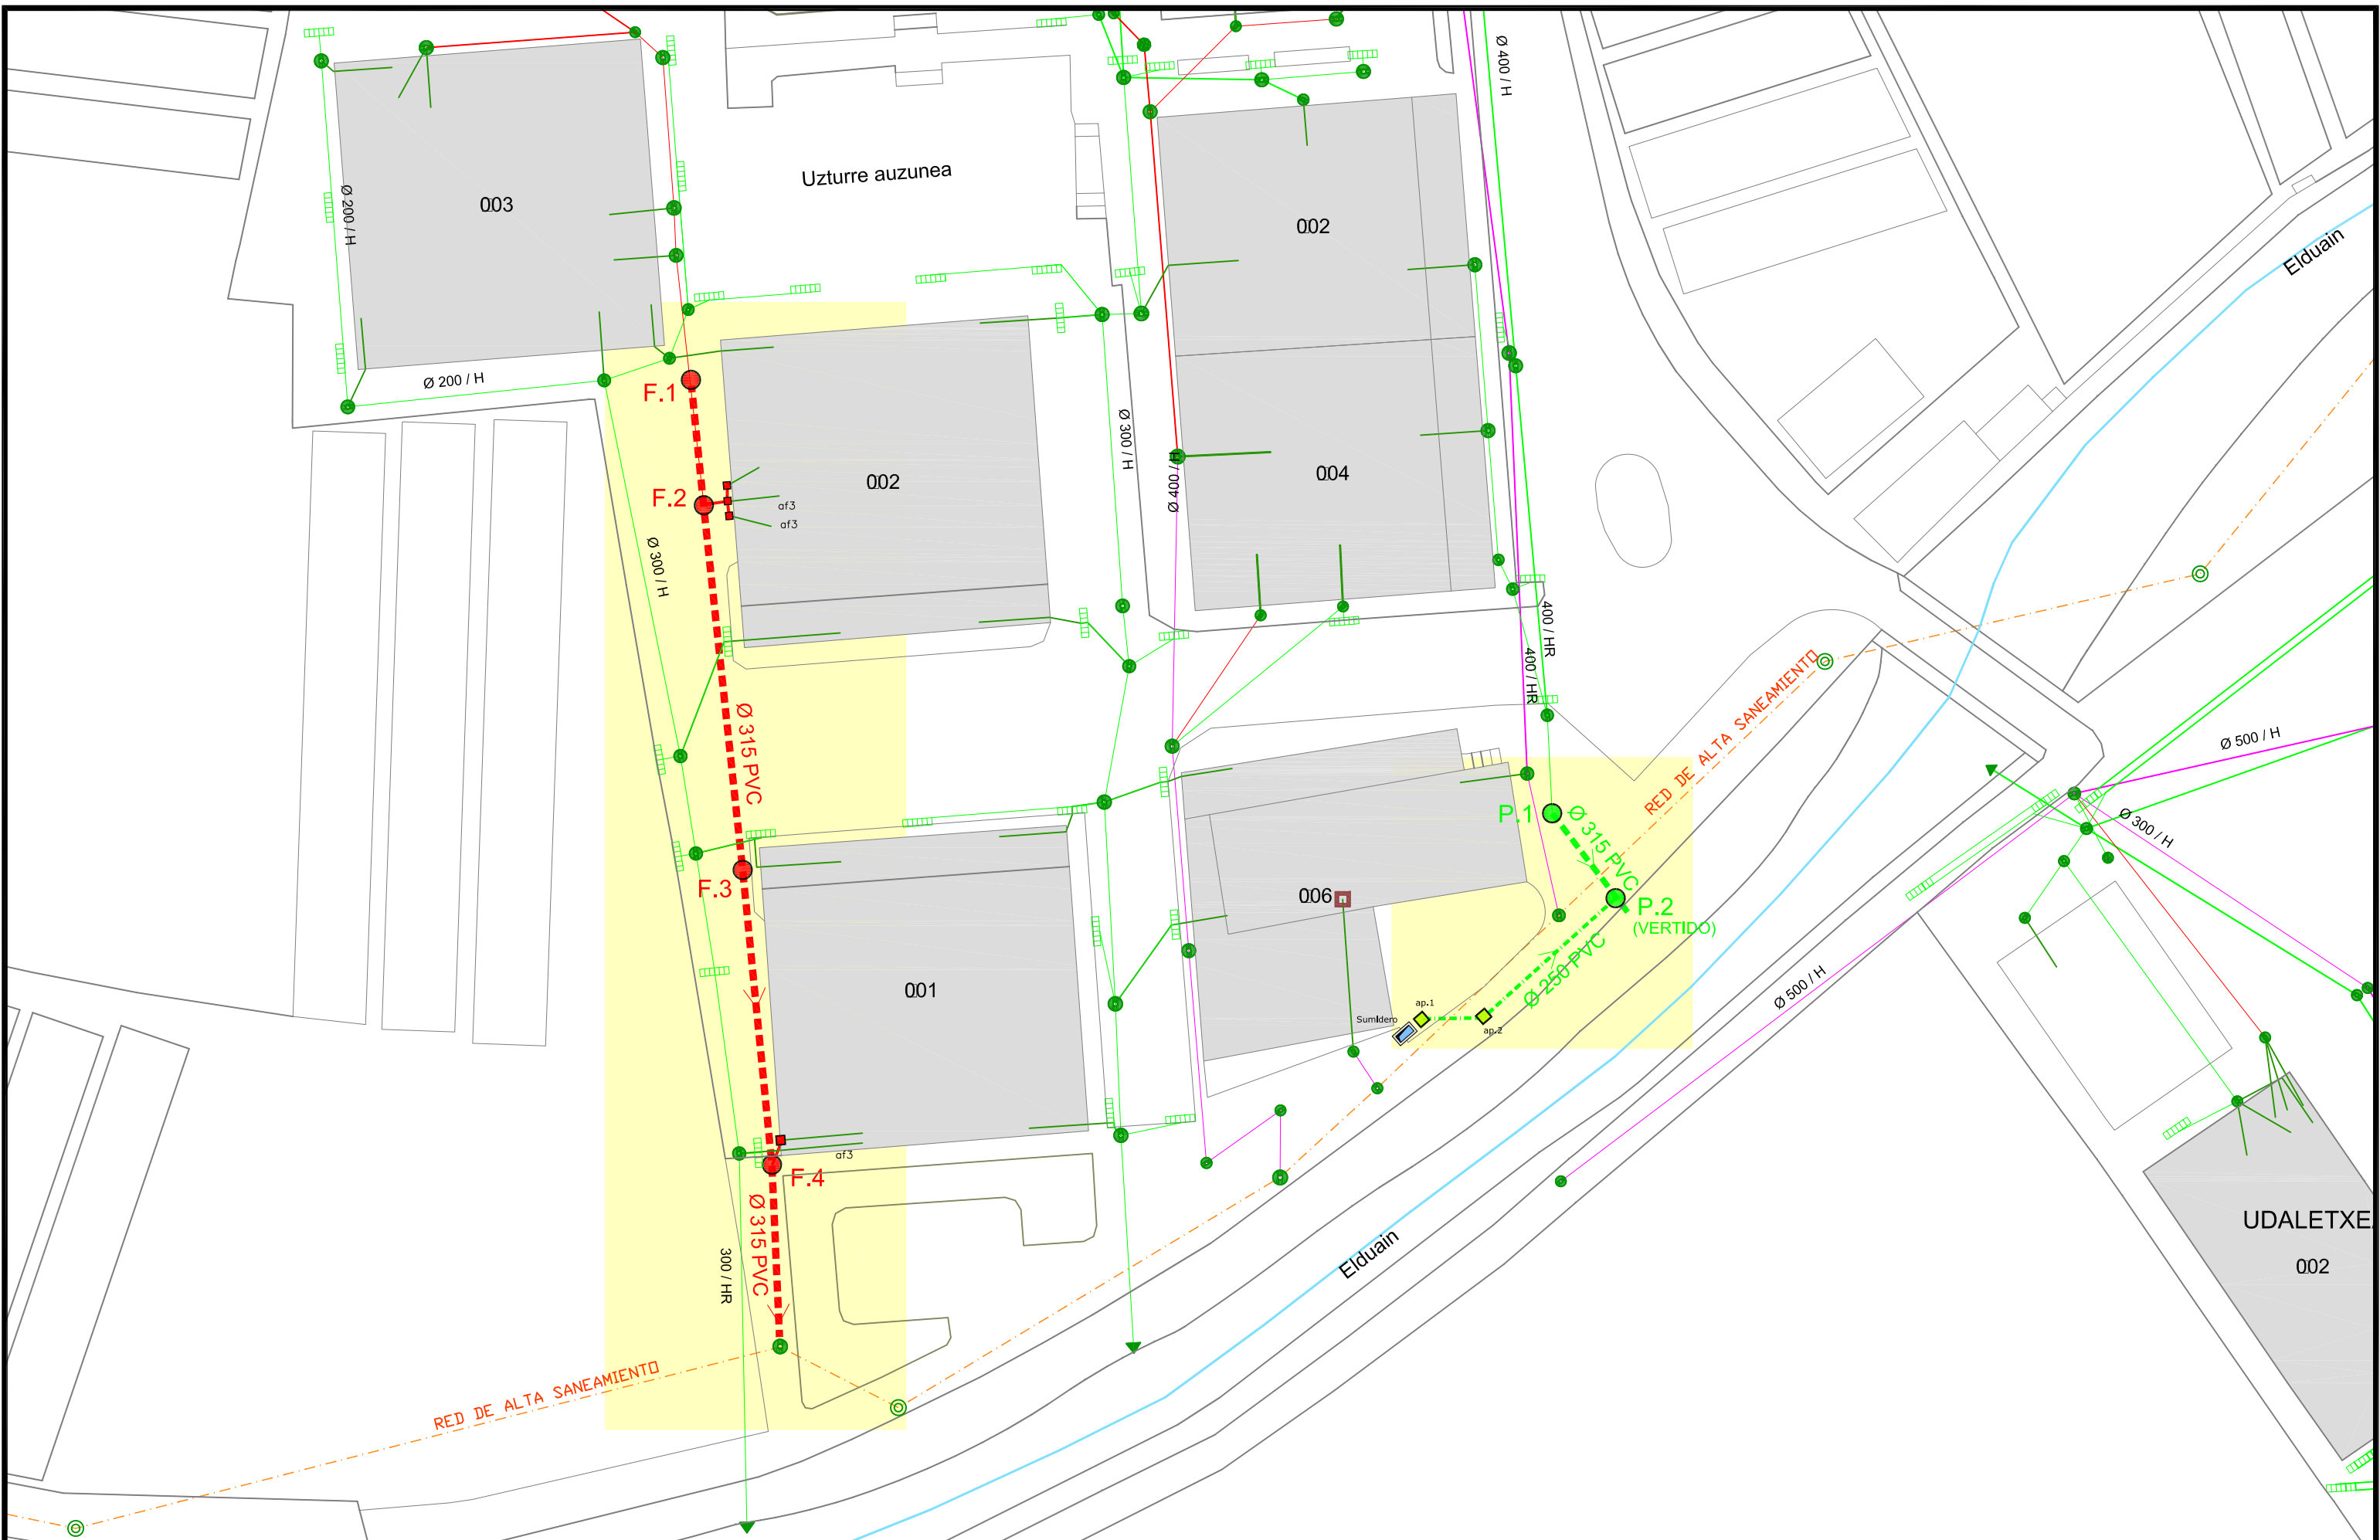 Ø 400 / H
Uzturre auzunea
003
Ø 200 / H
002
Elduain
F.1
Ø 200 / H
Ø 300 / H
002
004
Ø 400 / H
F.2
af3
af3
Ø 300 / H
400 / HR
400 / HR
RED DE ALTA SANEAMIENTO
Ø 315 PVC
Ø 500 / H
P.1
Ø 315 PVC
Ø 300 / H
F.3
006
P.2
(VERTIDO)
Ø 250 PVC
001
ap.1
Sumidero
ap.2
Ø 500 / H
af3
F.4
Ø 315 PVC
300 / HR
Elduain
UDALETXE
002
RED DE ALTA SANEAMIENTO